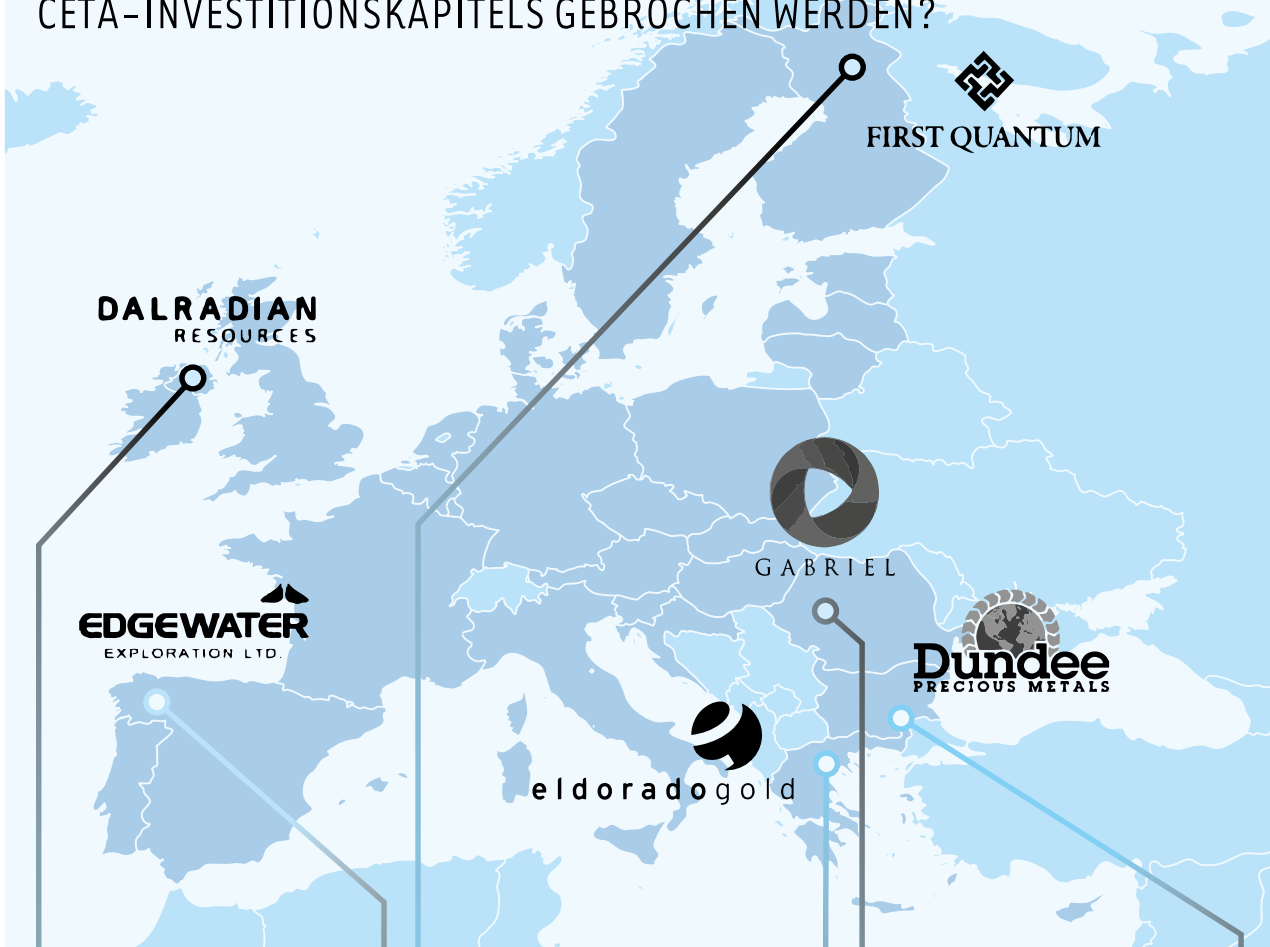 CETA-INVESTITIONSKAPITELS GEBROCHEN WERDEN?
FIRST QUANTUM
DALRADIAN
RESOURCES
GABRIEL
EDGEWATER
EXPLORATION LTD.
Dundee
PRECIOUS METALS
eldoradogold